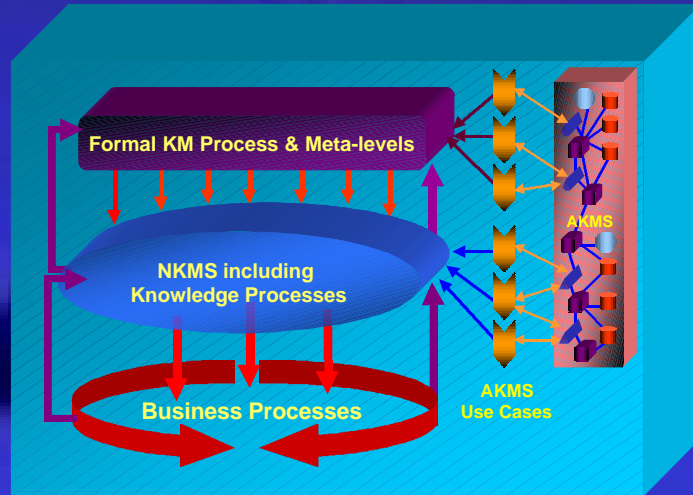 Formal KM Process & Meta-levels
AKMS
NKMS including
Knowledge Processes
Business Processes
AKMS
Use Cases